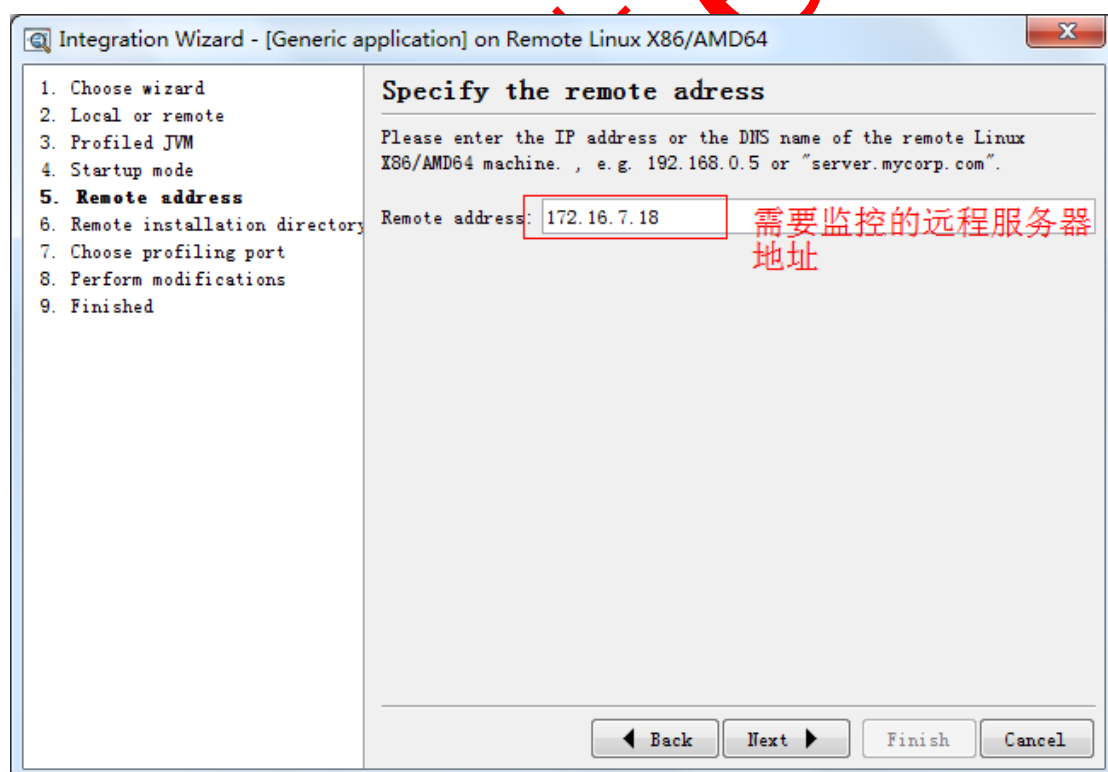 Integration Wizard - [Generic application] on Remote Linux X86/AMD64
1. Choose wizard
2. Local or remote
3. Profiled JVM
4. Startup mode
5. Remote address
6. Remote installation directory
7. Choose profiling port
8. Perform modifications
9. Finished
Specify the remote adress
Please enter the IP address or the DNS name of the remote Linux
X86/AMD64 machine. , e.g. 192.168.0.5 or "server.mycorp.com".
Remote address: 172.16.7.18
需要监控的远程服务器
地址
Back Next Finish Cancel